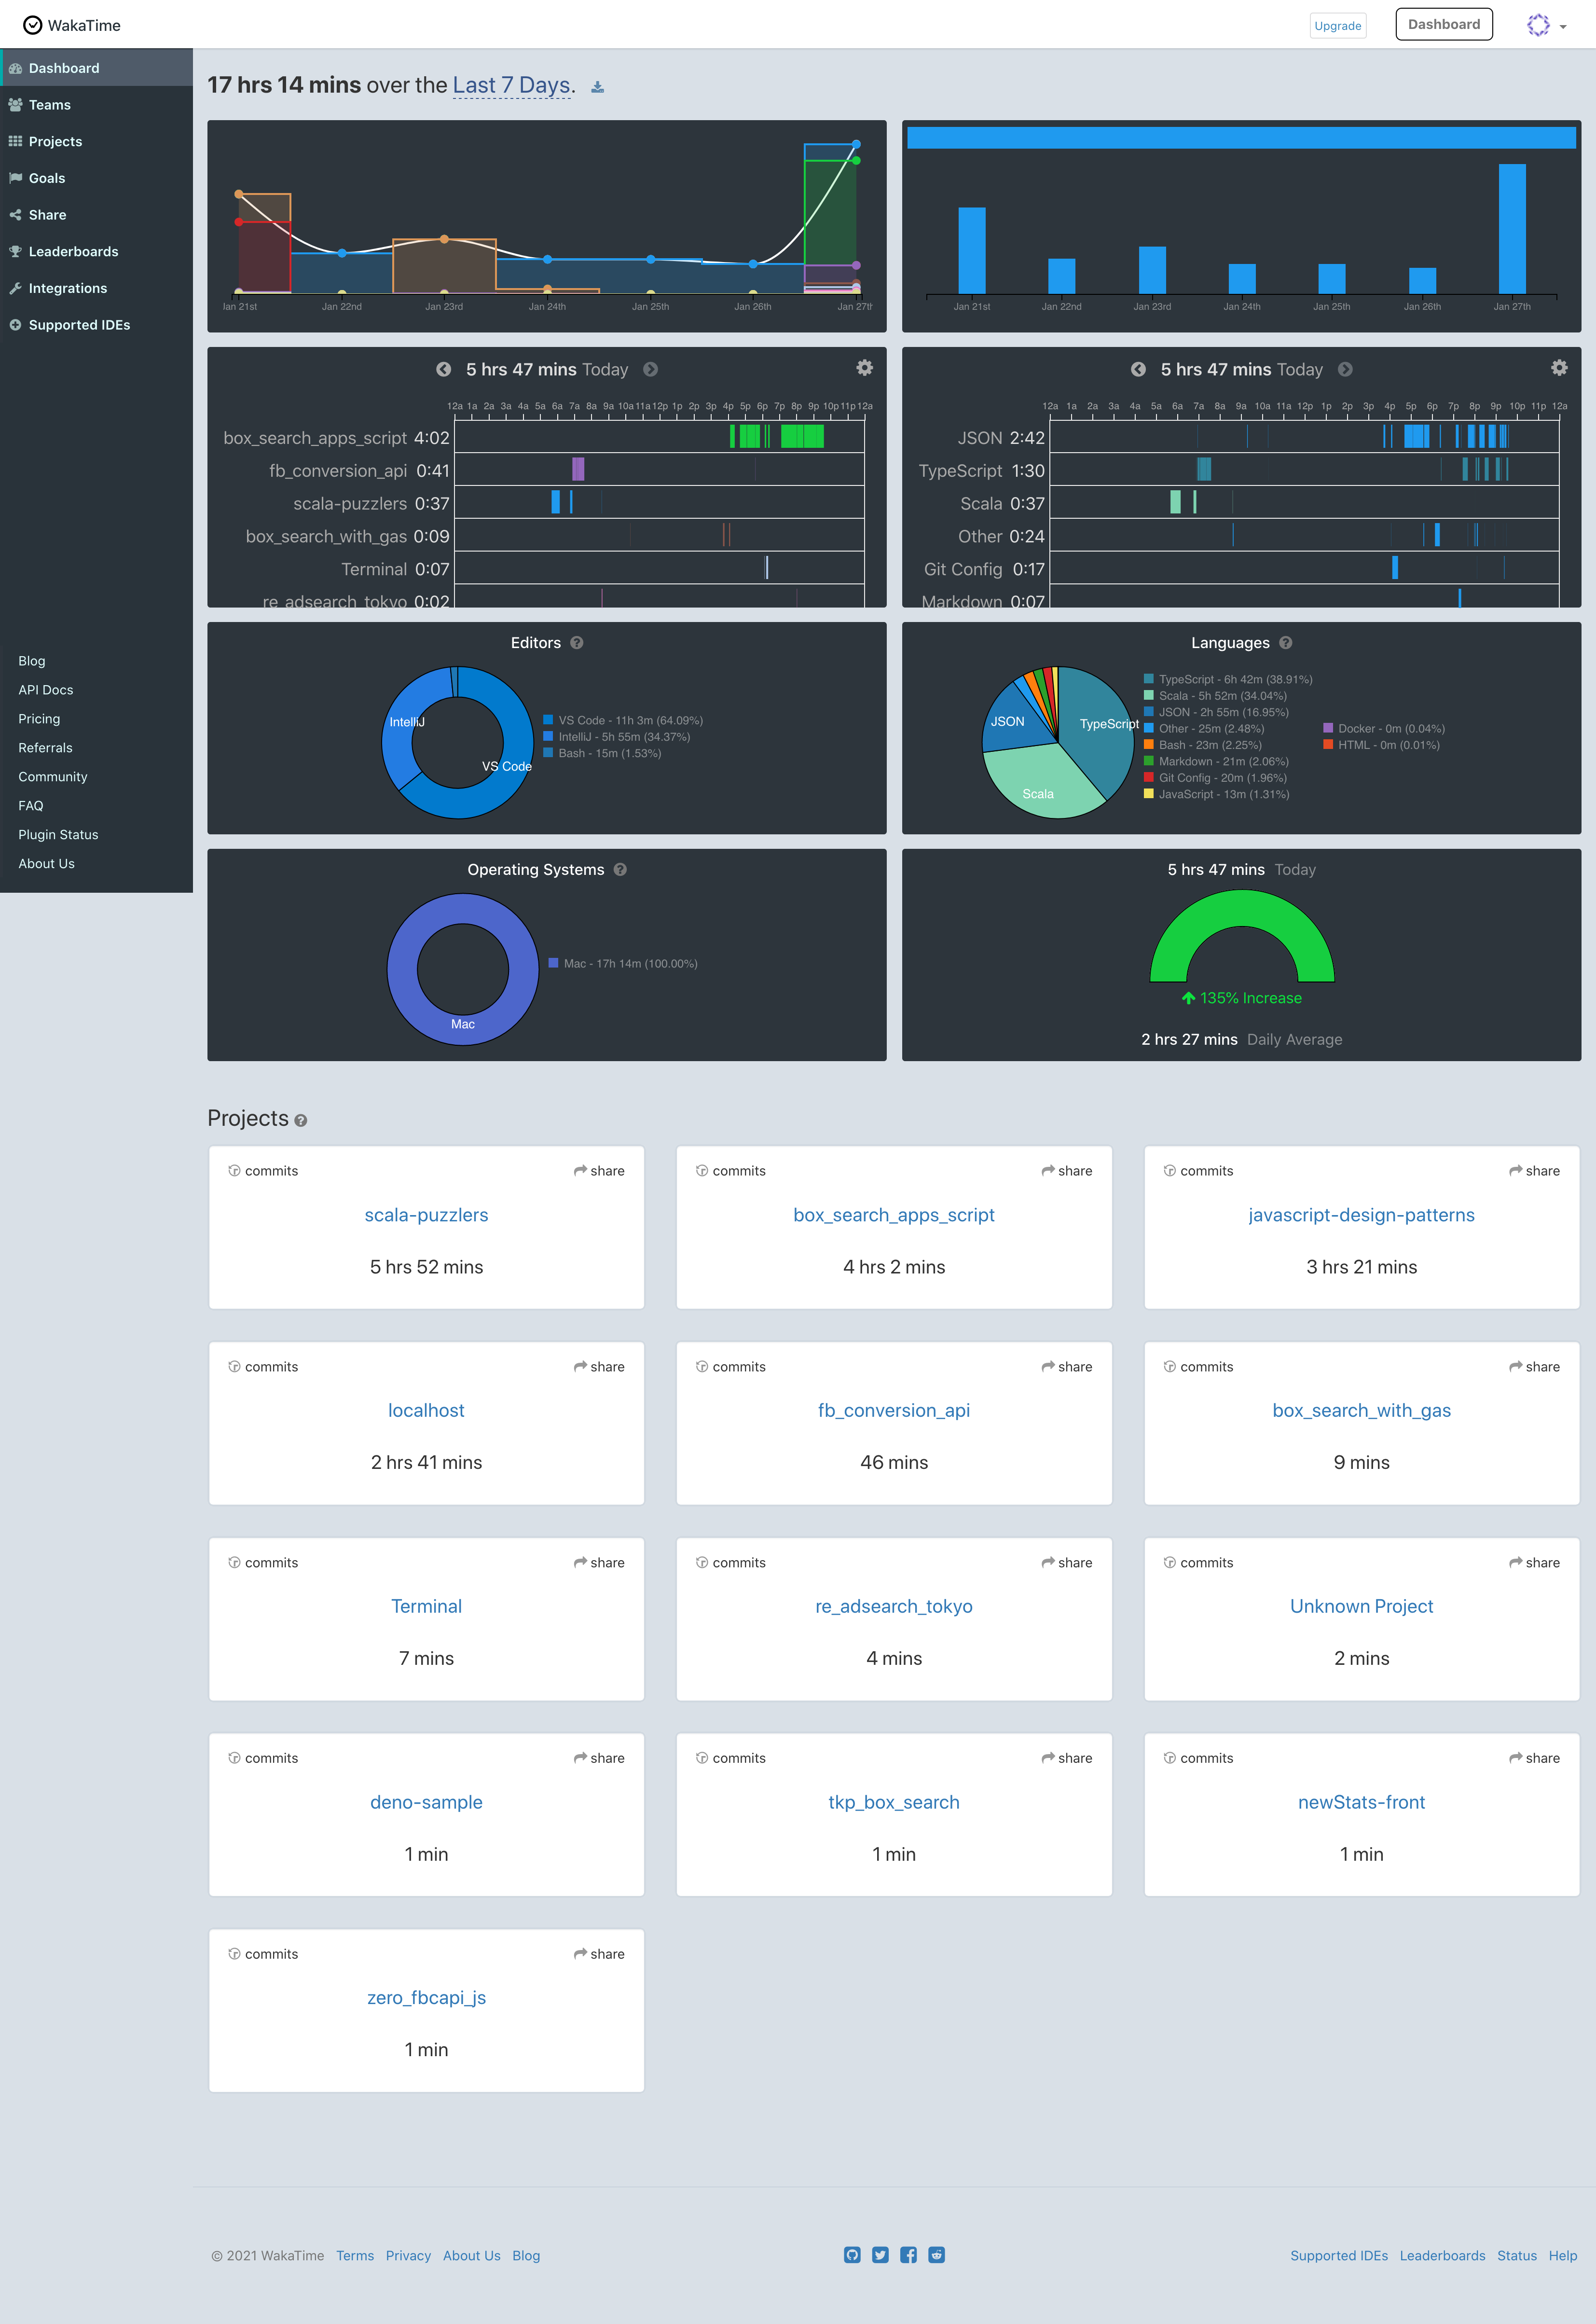 WakaTime
Upgrade
Dashboard
Dashboard
Teams
Projects
Goals
Share
Leaderboards
Integrations
Supported IDEs
Blog
API Docs
Pricing
Referrals
Community
FAQ
Plugin Status
About Us
17 hrs 14 mins over the Last 7 Days.
Jan 21st Jan 22nd Jan 23rd Jan 24th Jan 25th Jan 26th Jan 27th
Jan 21st Jan 22nd Jan 23rd Jan 24th Jan 25th Jan 26th Jan 27th
5 hrs 47 mins Today
12a 1a 2a 3a 4a 5a 6a 7a 8a 9a 10a 11a 12p 1p 2p 3p 4p 5p 6p 7p 8p 9p 10p 11p 12a
box_search_apps_script 4:02
fb_conversion_api 0:41
scala-puzzlers 0:37
box_search_with_gas 0:09
Terminal 0:07
re_adsearch_tokyo 0:02
5 hrs 47 mins Today
12a 1a 2a 3a 4a 5a 6a 7a 8a 9a 10a 11a 12p 1p 2p 3p 4p 5p 6p 7p 8p 9p 10p 11p 12a
JSON 2:42
TypeScript 1:30
Scala 0:37
Other 0:24
Git Config 0:17
Markdown 0:07
Editors
IntelliJ
VS Code
VS Code - 11h 3m (64.09%)
IntelliJ - 5h 55m (34.37%)
Bash - 15m (1.53%)
Languages
JSON
TypeScript
Scala
TypeScript - 6h 42m (38.91%)
Scala - 5h 52m (34.04%)
JSON - 2h 55m (16.95%)
Other - 25m (2.48%)
Bash - 23m (2.25%)
Markdown - 21m (2.06%)
Git Config - 20m (1.96%)
JavaScript - 13m (1.31%)
Docker - 0m (0.04%)
HTML - 0m (0.01%)
Operating Systems
Mac
Mac - 17h 14m (100.00%)
5 hrs 47 mins Today
135% Increase
2 hrs 27 mins Daily Average
Projects
commits share
scala-puzzlers
5 hrs 52 mins
commits share
box_search_apps_script
4 hrs 2 mins
commits share
javascript-design-patterns
3 hrs 21 mins
commits share
localhost
2 hrs 41 mins
commits share
fb_conversion_api
46 mins
commits share
box_search_with_gas
9 mins
commits share
Terminal
7 mins
commits share
re_adsearch_tokyo
4 mins
commits share
Unknown Project
2 mins
commits share
deno-sample
1 min
commits share
tkp_box_search
1 min
commits share
newStats-front
1 min
commits share
zero_fbcapi_js
1 min
© 2021 WakaTime Terms Privacy About Us Blog
Supported IDEs Leaderboards Status Help